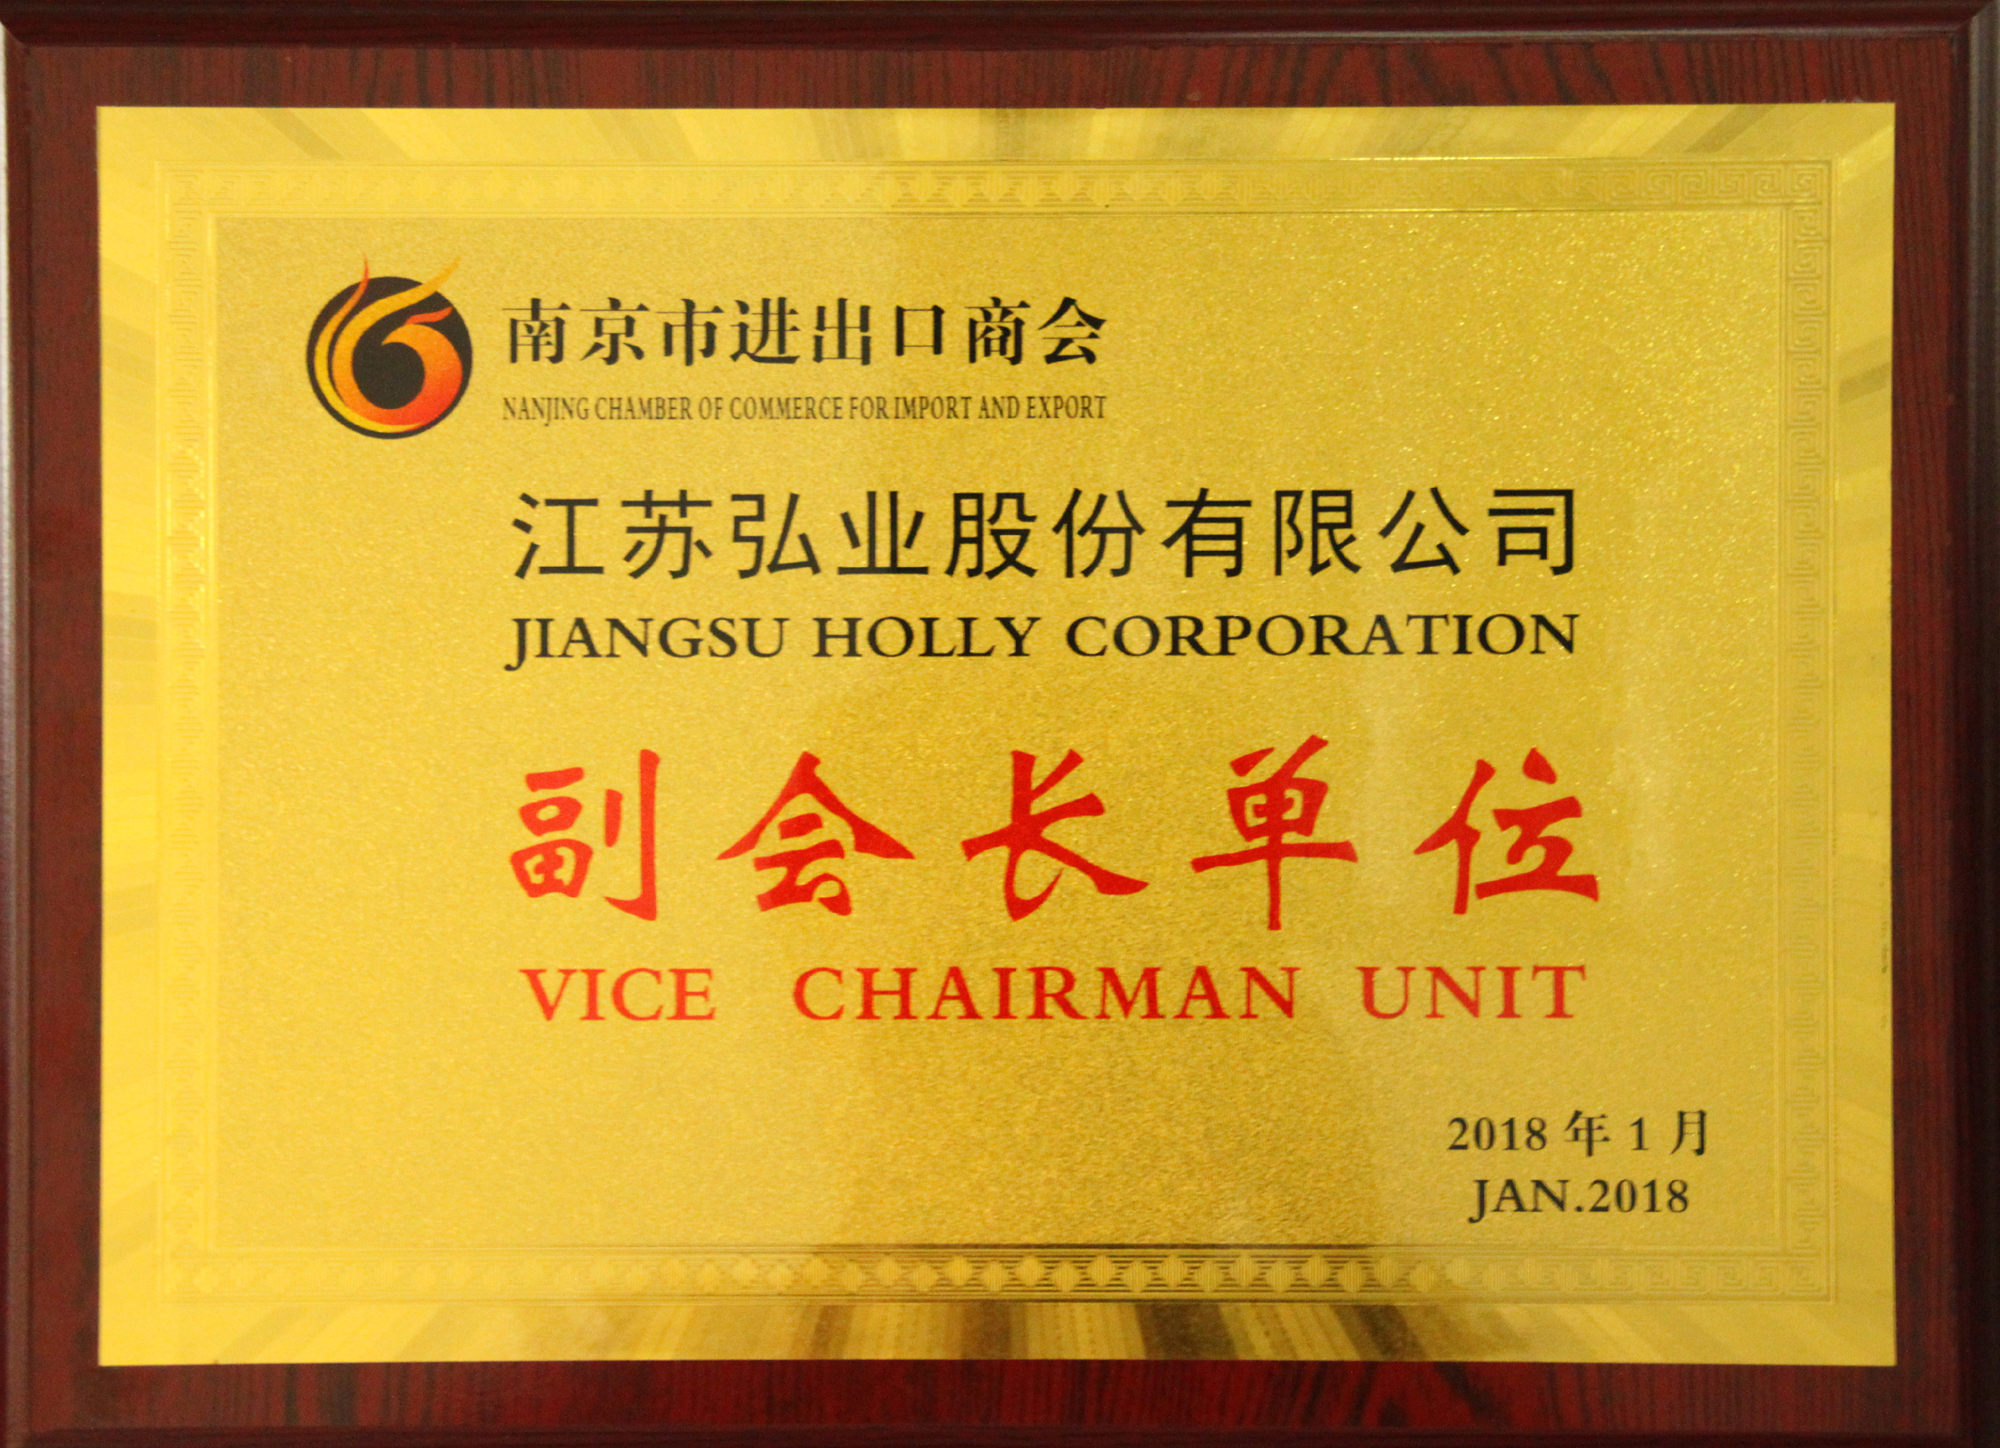 南京市进出口商会
NANJING CHAMBER OF COMMERCE FOR IMPORT AND EXPORT
江苏弘业股份有限公司
JIANGSU HOLLY CORPORATION
副会长单位
VICE CHAIRMAN UNIT
2018年1月
JAN.2018